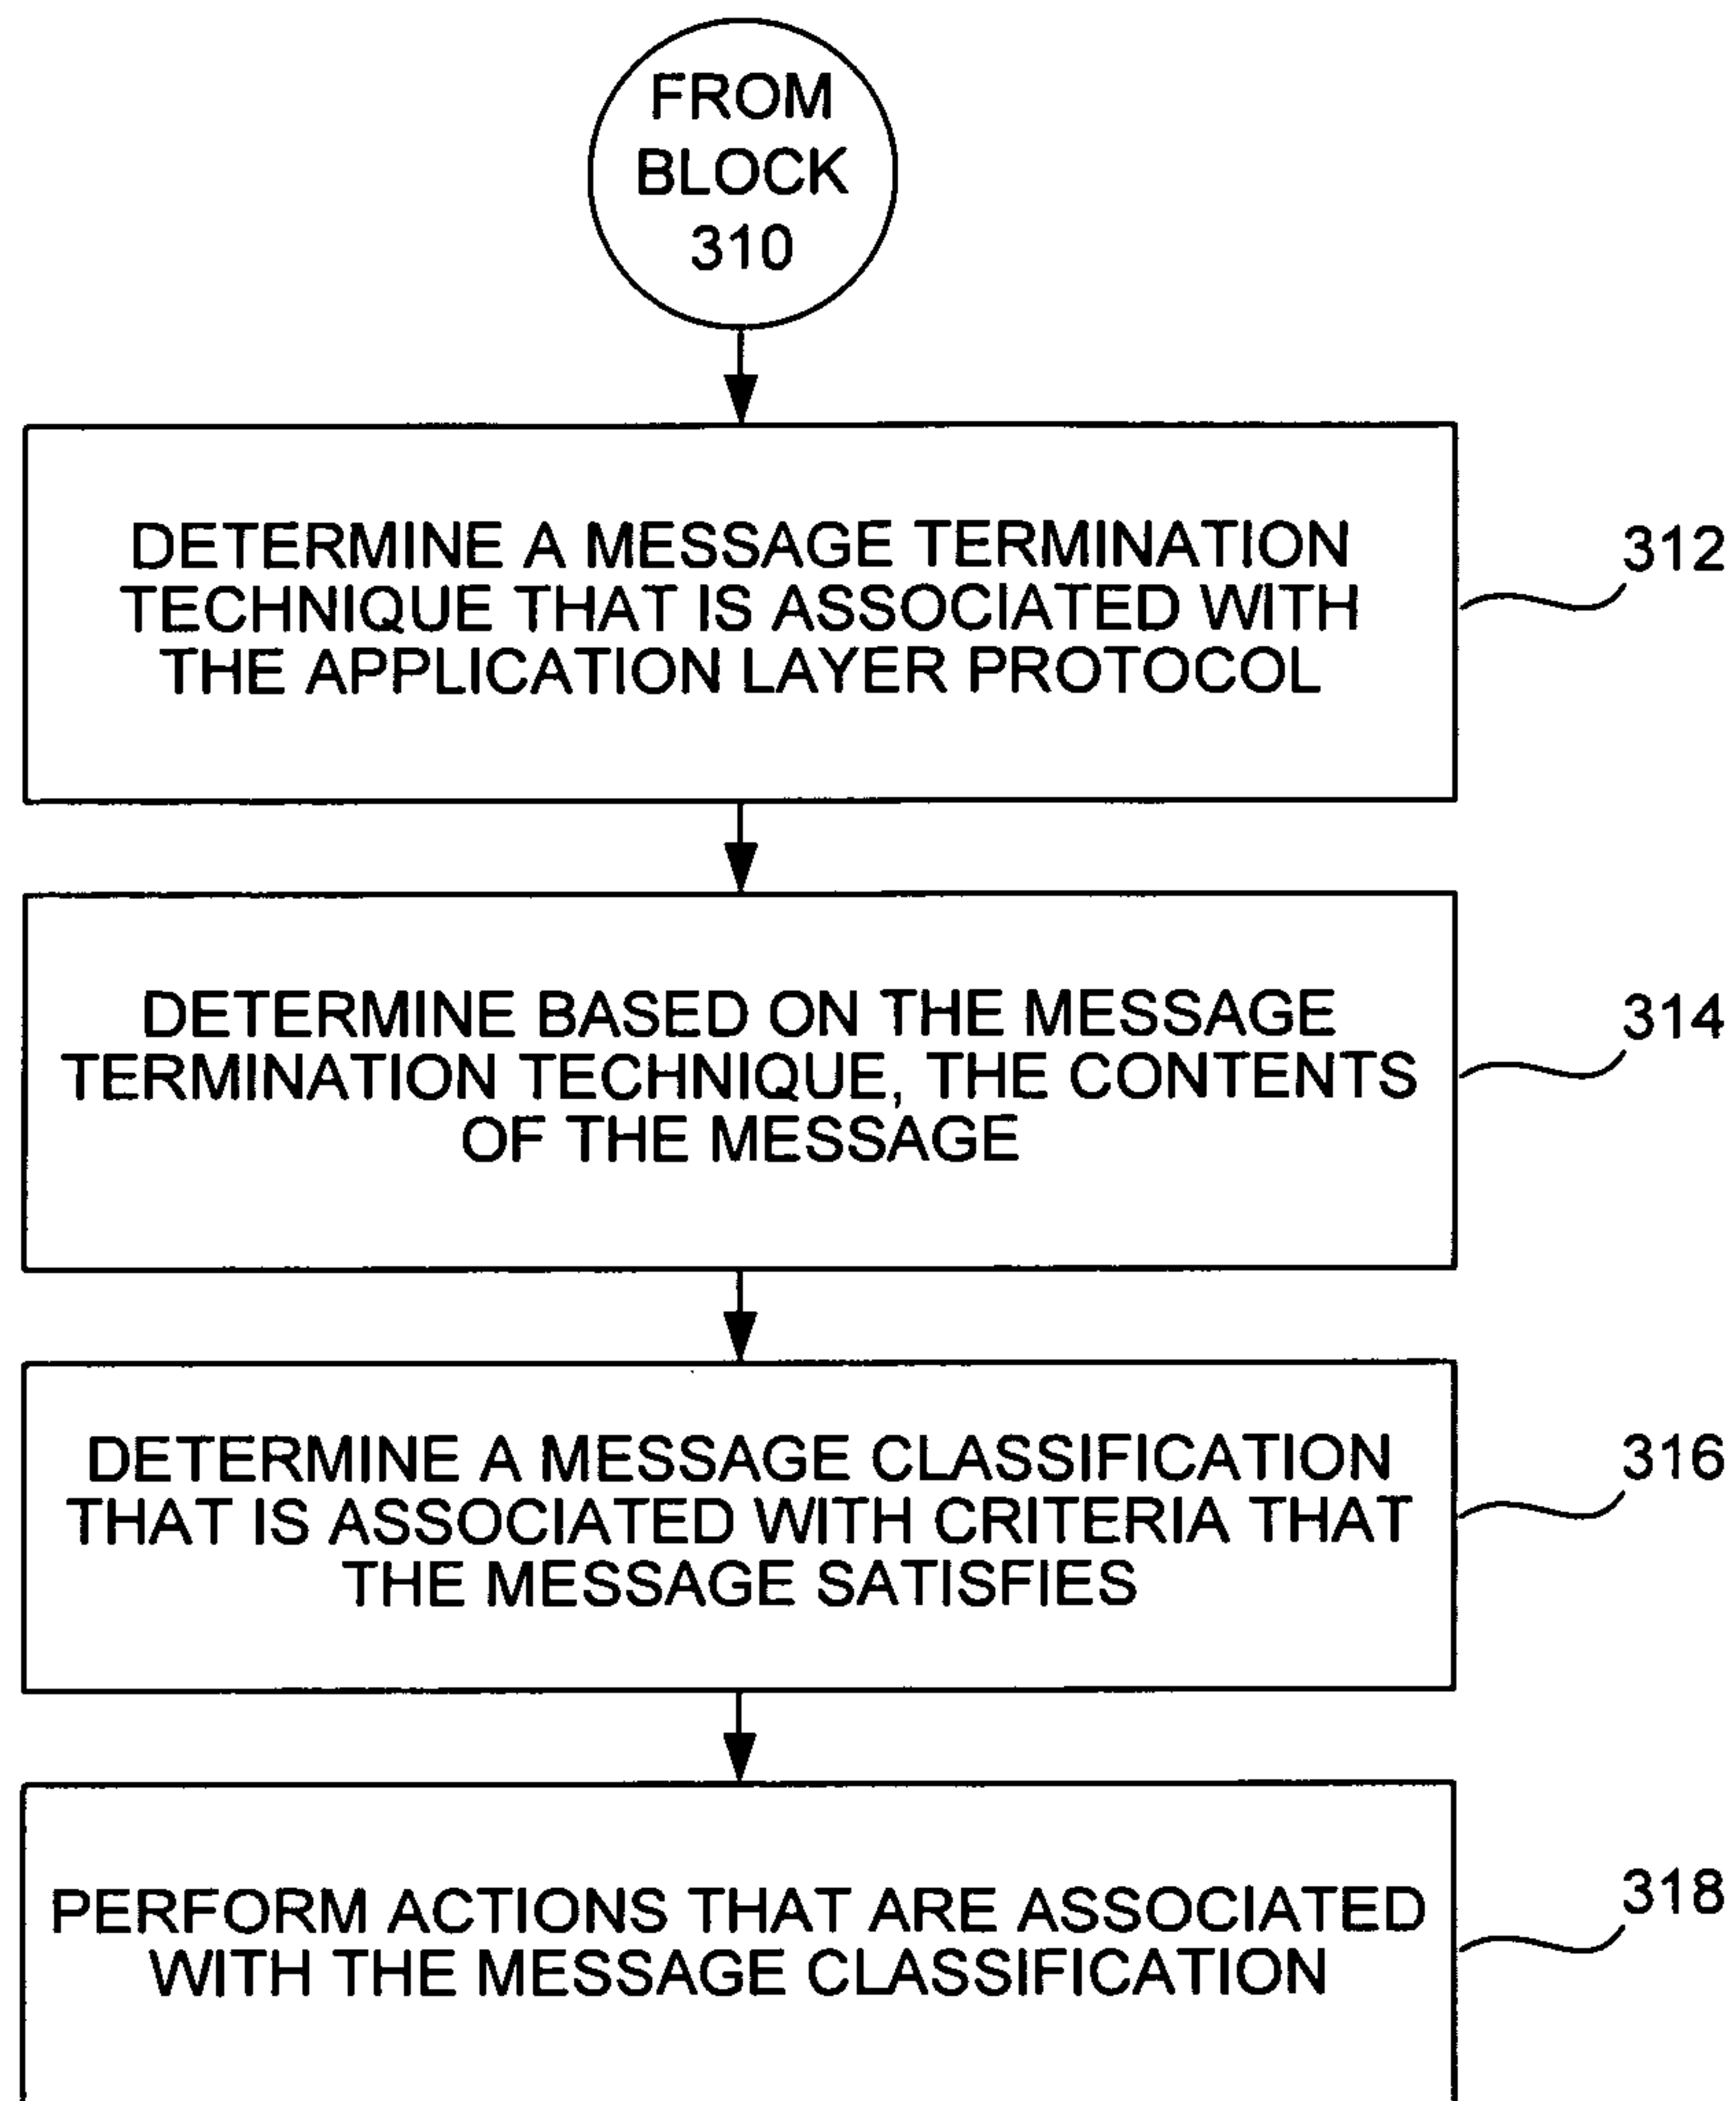 FROM
BLOCK
310
DETERMINE A MESSAGE TERMINATION
TECHNIQUE THAT IS ASSOCIATED WITH
THE APPLICATION LAYER PROTOCOL
312
DETERMINE BASED ON THE MESSAGE
TERMINATION TECHNIQUE, THE CONTENTS
OF THE MESSAGE
314
DETERMINE A MESSAGE CLASSIFICATION
THAT IS ASSOCIATED WITH CRITERIA THAT
THE MESSAGE SATISFIES
316
PERFORM ACTIONS THAT ARE ASSOCIATED
WITH THE MESSAGE CLASSIFICATION
318